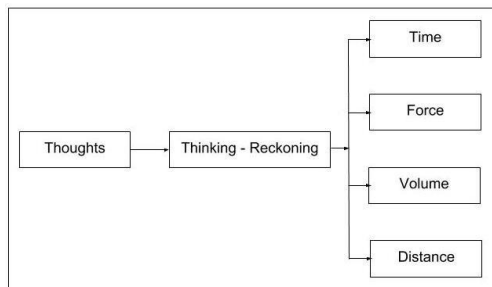 Time
Force
Thoughts
Thinking - Reckoning
Volume
Distance